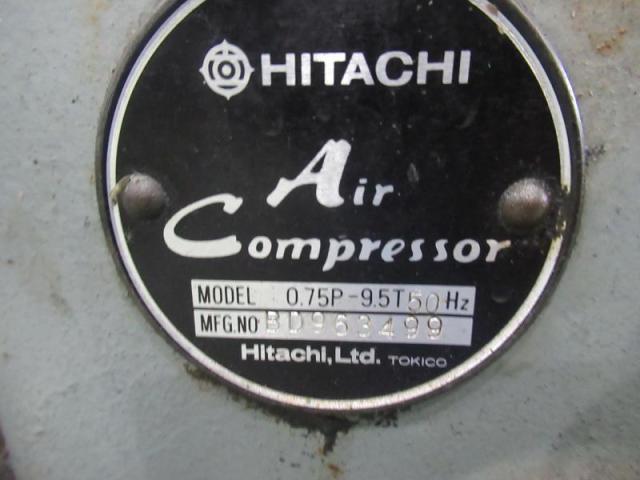 HITACHI
Air
Compressor
MODEL 0.75P-9.5T50Hz
MFG.NO BD963499
Hitachi,Ltd. TOKICO